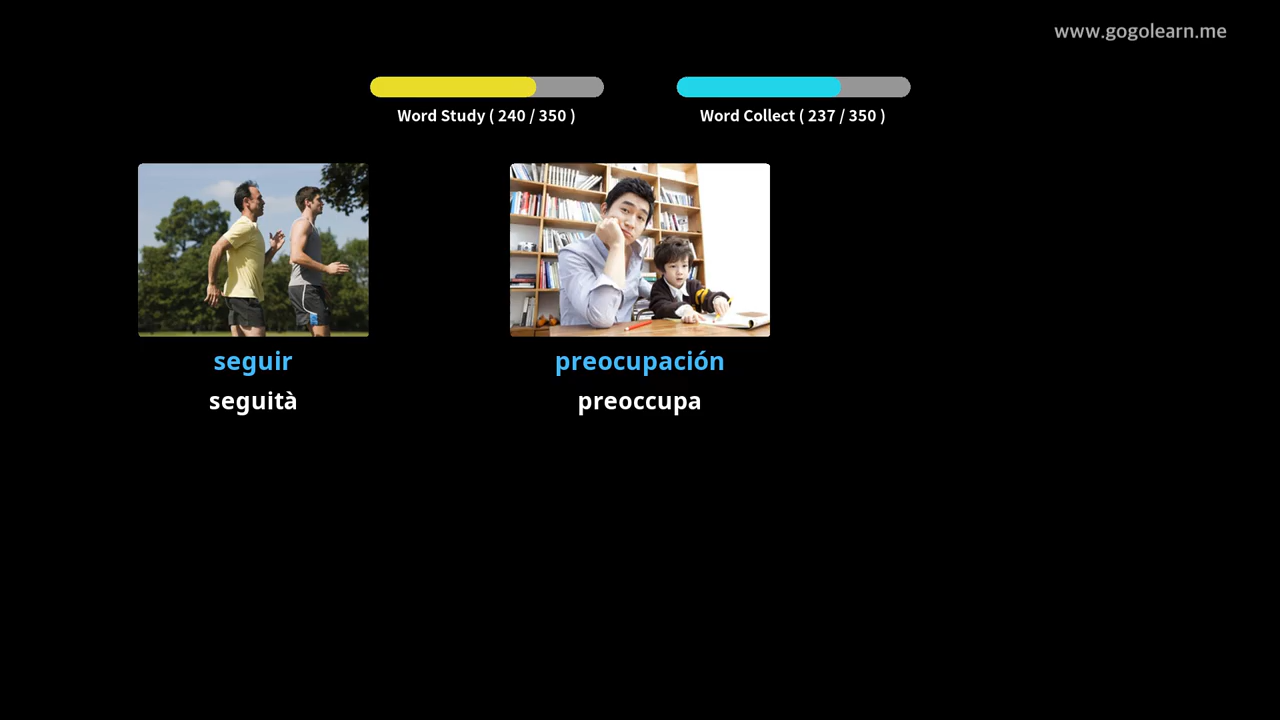 www.gogolearn.me
Word Study ( 240 / 350 )
Word Collect ( 237 / 350 )
seguir
seguità
preocupación
preoccupa